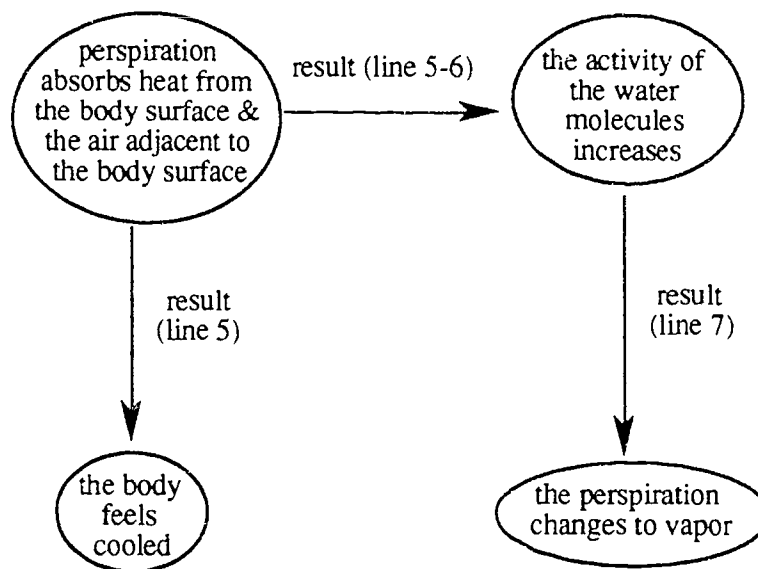 perspiration
absorbs heat from
the body surface &
the air adjacent to
the body surface
result (line 5-6)
the activity of
the water
molecules
increases
result
(line 5)
result
(line 7)
the body
feels
cooled
the perspiration
changes to vapor